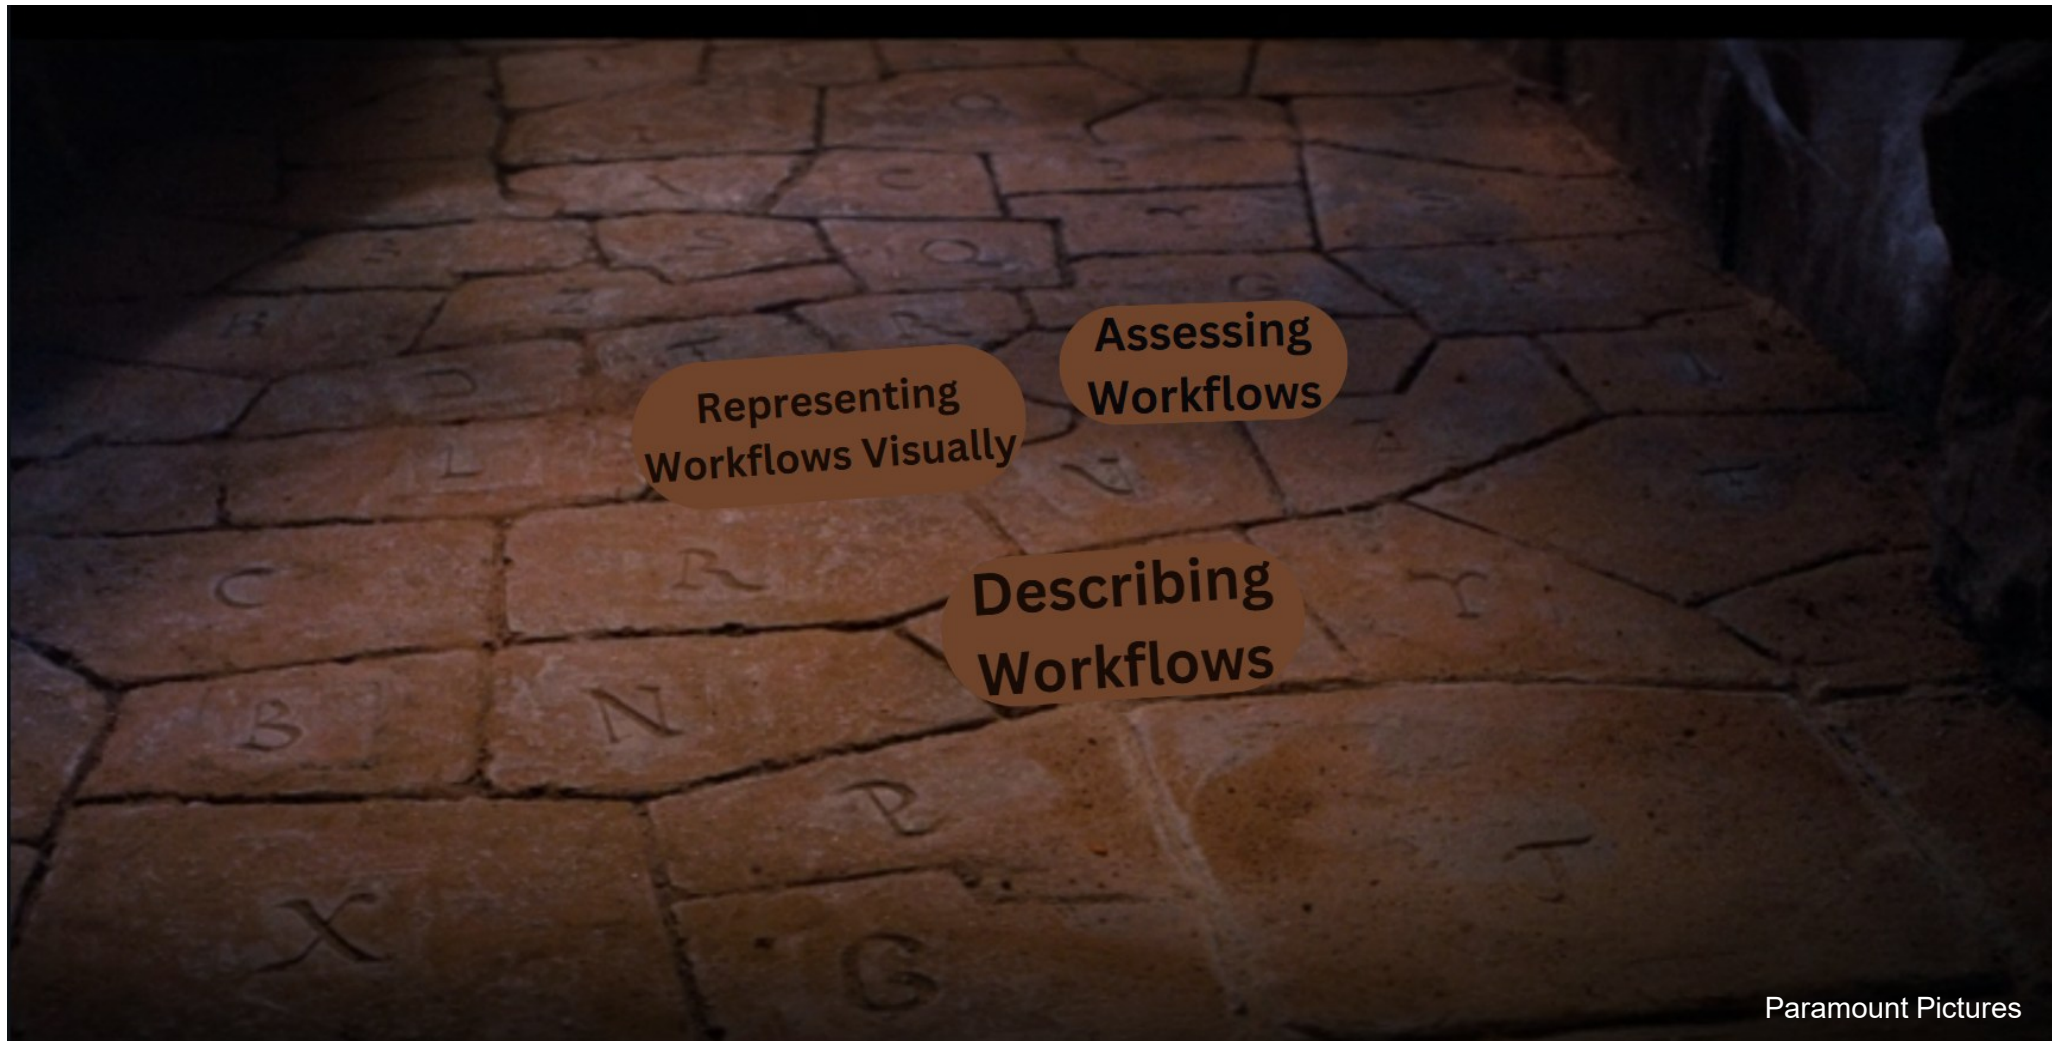 O
X
C
Y
S
S
O
G
Z
R
Assessing
Workflows
Representing
Workflows Visually
D
L
C
R
Describing
Workflows
Y
B
N
P
T
X
G
Paramount Pictures